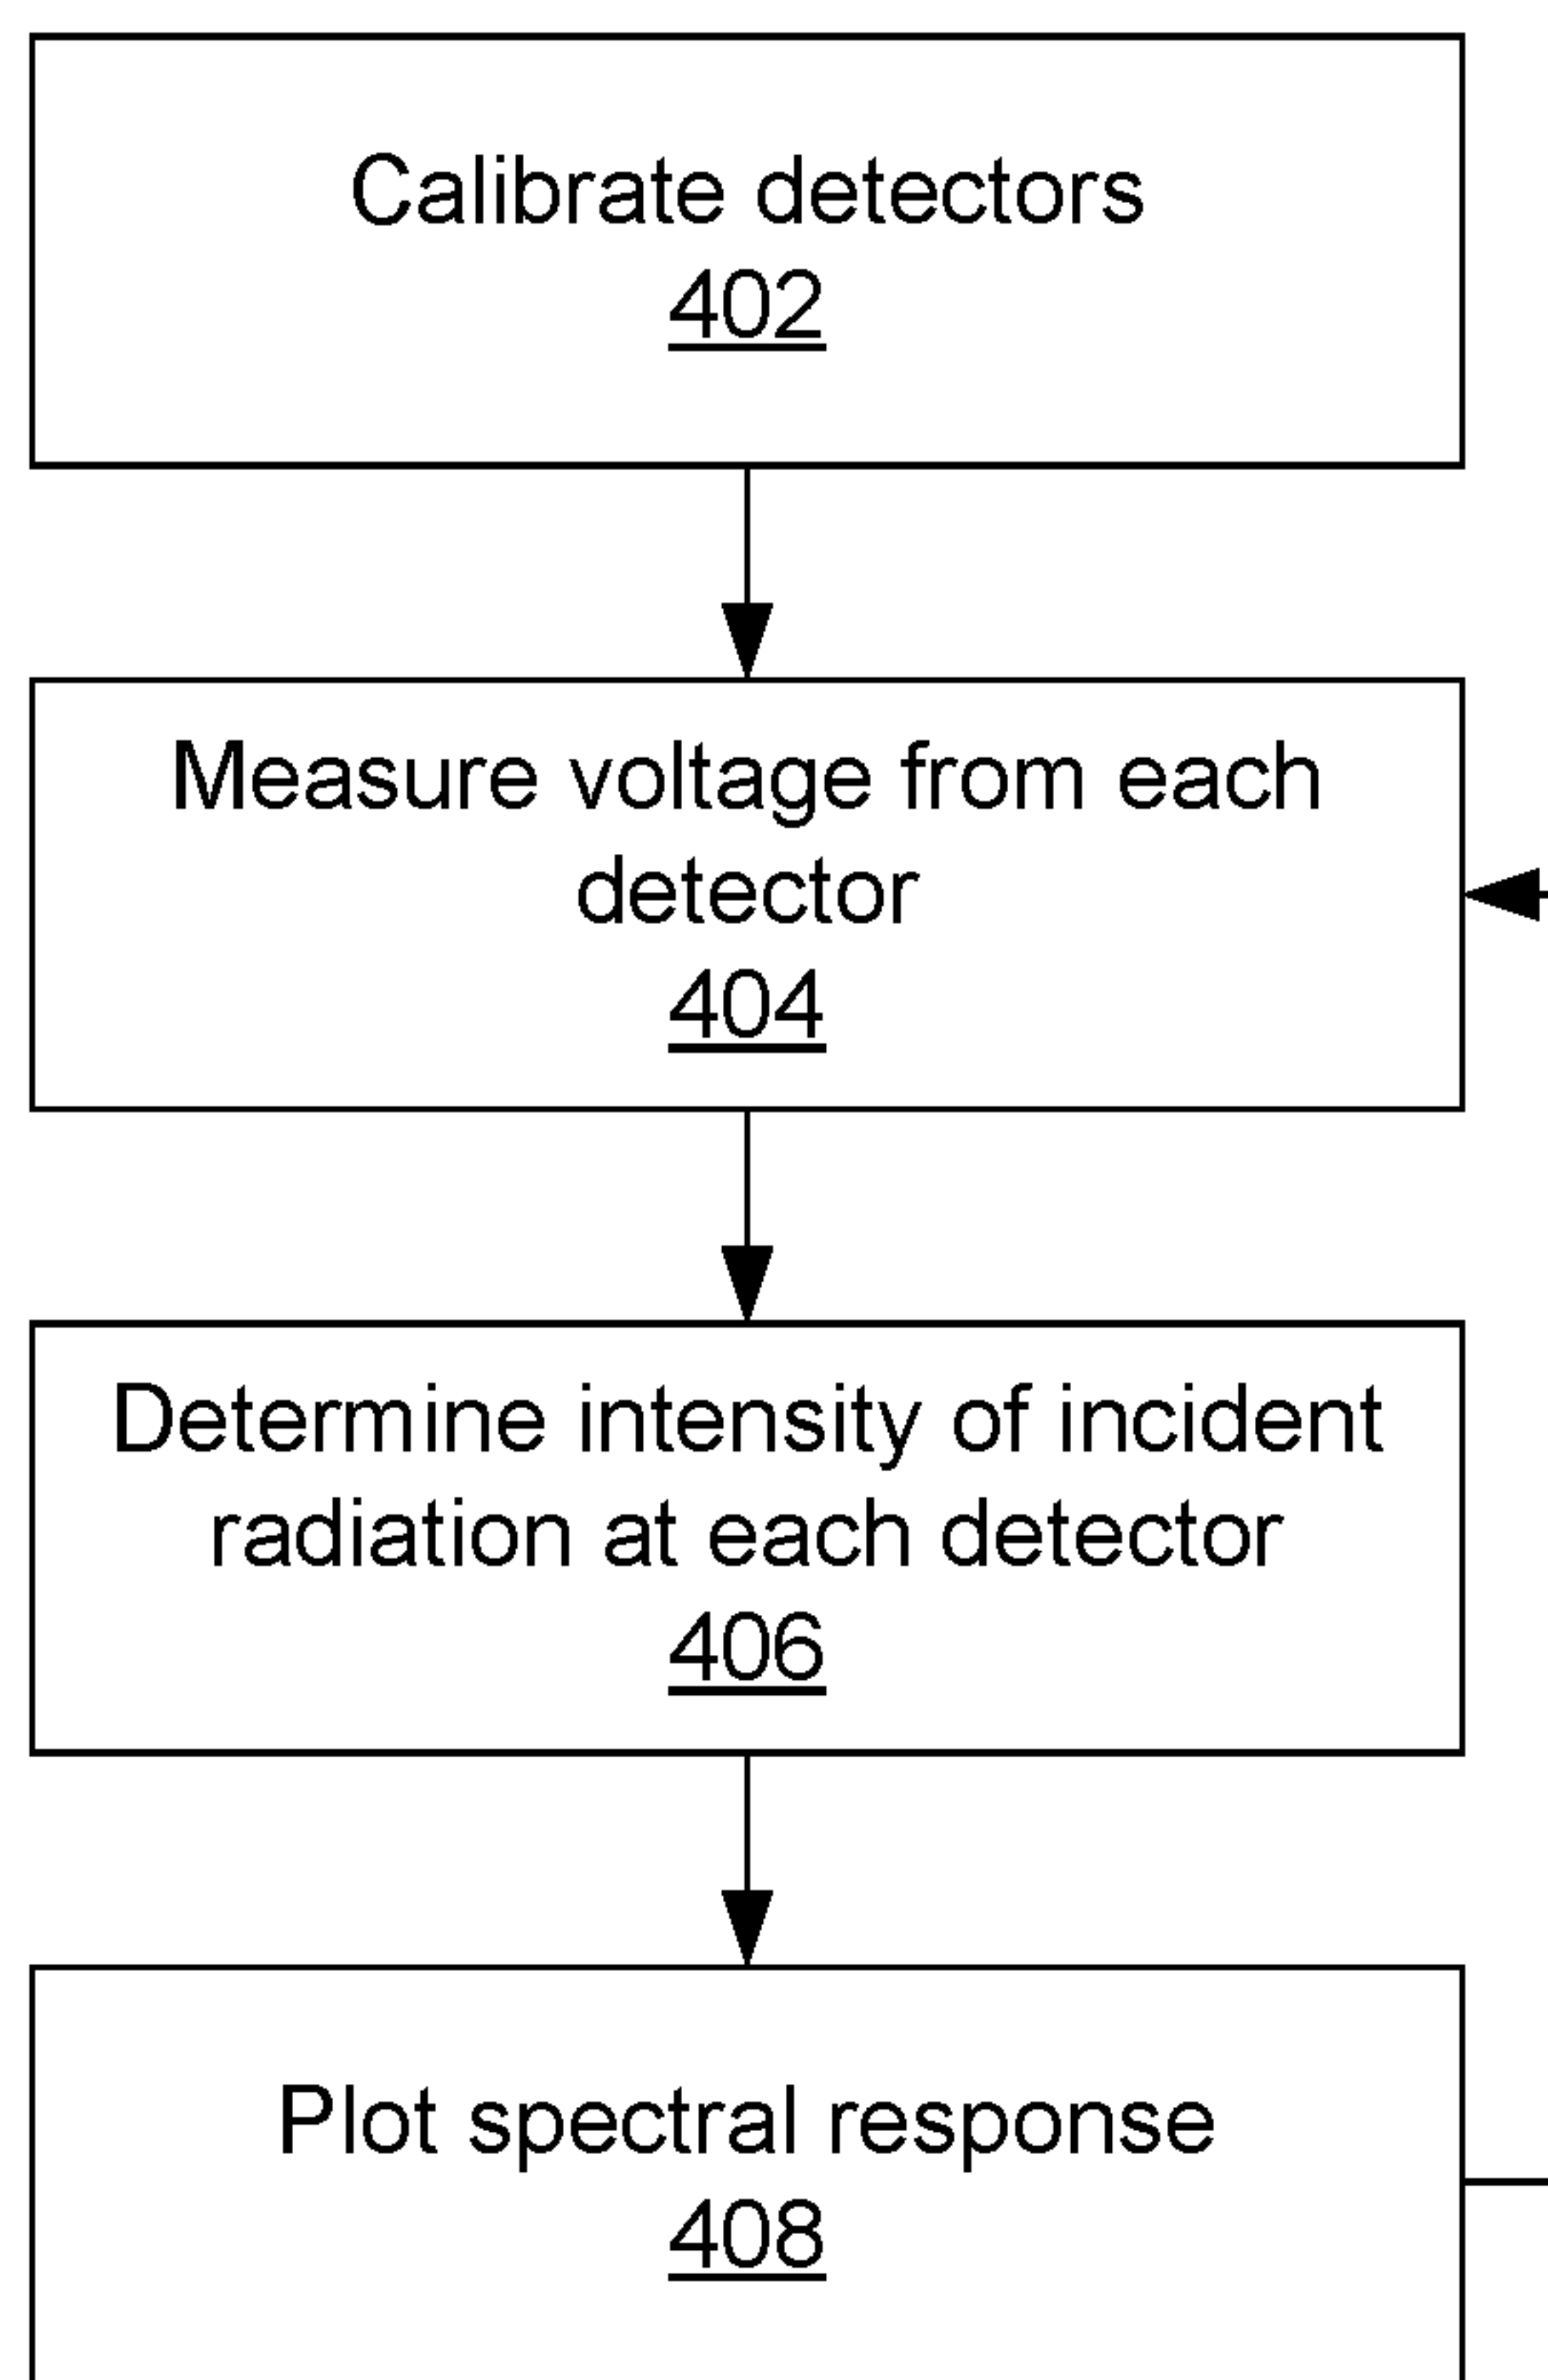 Calibrate detectors
402
Measure voltage from each
detector
404
Determine intensity of incident
radiation at each detector
406
Plot spectral response
408